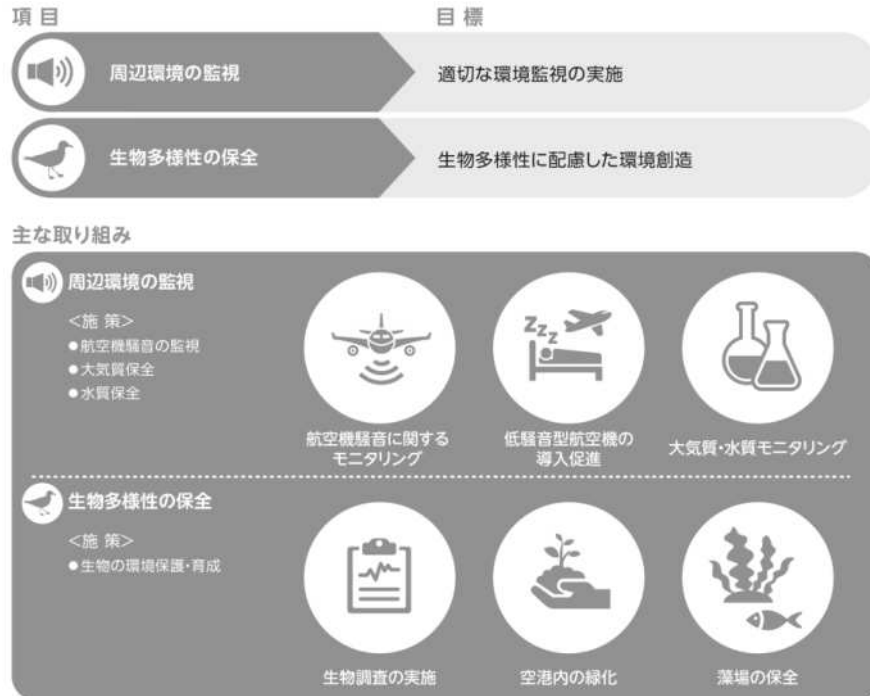 項目
目標
周辺環境の監視
適切な環境監視の実施
生物多様性の保全
生物多様性に配慮した環境創造
主な取り組み
周辺環境の監視
<施 策>
●航空機騒音の監視
●大気質保全
●水質保全
ZZZ
航空機騒音に関する
モニタリング
低騒音型航空機の
導入促進
大気質・水質モニタリング
生物多様性の保全
<施 策>
●生物の環境保護・育成
生物調査の実施
空港内の緑化
藻場の保全